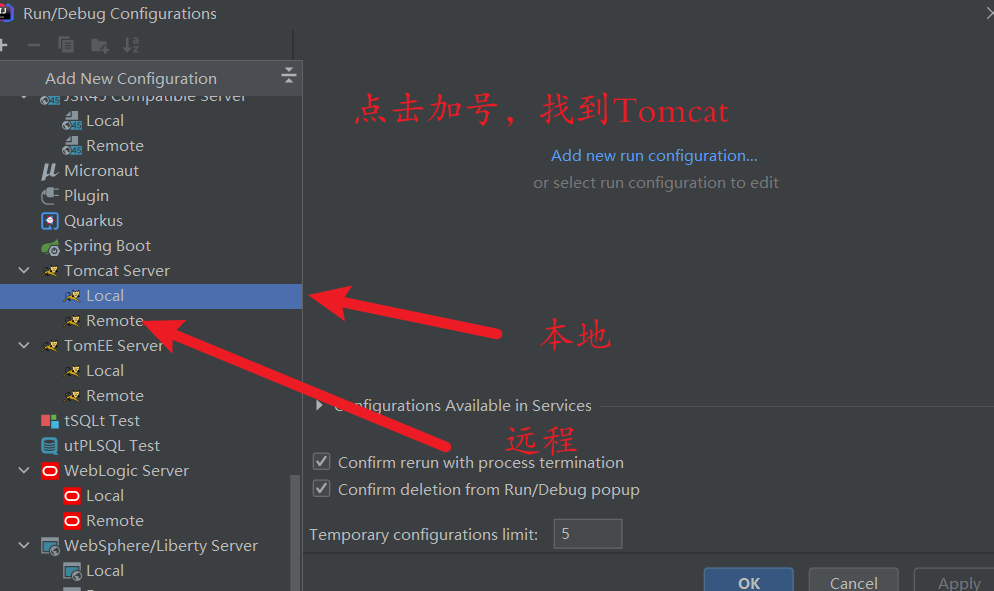 Run/Debug Configurations
Add New Configuration
JSR45 Compatible Server
Local
Remote
Micronaut
Plugin
Quarkus
Spring Boot
Tomcat Server
Local
Remote
TomEE Server
Local
Remote
tSQLt Test
utPLSQL Test
WebLogic Server
Local
Remote
WebSphere/Liberty Server
Local
点击加号，找到Tomcat
Add new run configuration...
or select run configuration to edit
本地
Configurations Available in Services
远程
Confirm rerun with process termination
Confirm deletion from Run/Debug popup
Temporary configurations limit: 5
OK Cancel Apply